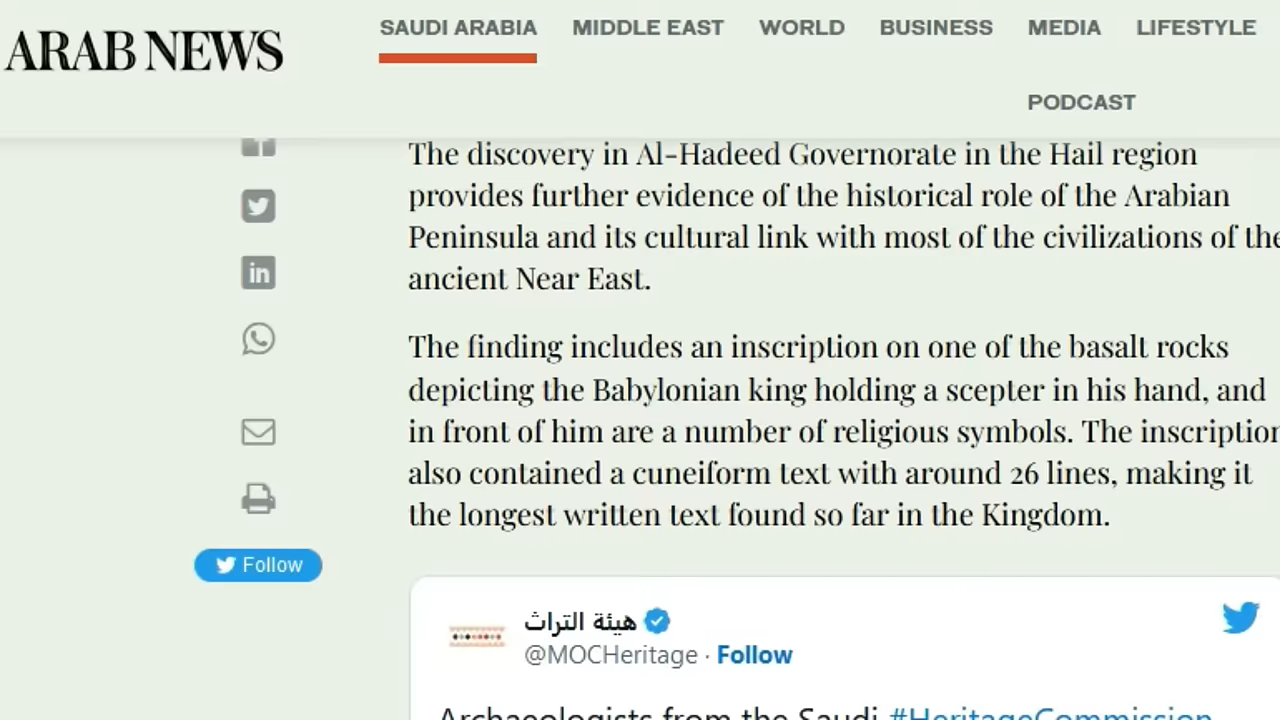 ARAB NEWS
SAUDI ARABIA MIDDLE EAST WORLD BUSINESS MEDIA LIFESTYLE
PODCAST
The discovery in Al-Hadeed Governorate in the Hail region
provides further evidence of the historical role of the Arabian
Peninsula and its cultural link with most of the civilizations of the
ancient Near East.
The finding includes an inscription on one of the basalt rocks
depicting the Babylonian king holding a scepter in his hand, and
in front of him are a number of religious symbols. The inscription
also contained a cuneiform text with around 26 lines, making it
the longest written text found so far in the Kingdom.
Follow
هيئة التراث
@MOCHeritage · Follow
Archaeologists from the Saudi #HeritageCommission